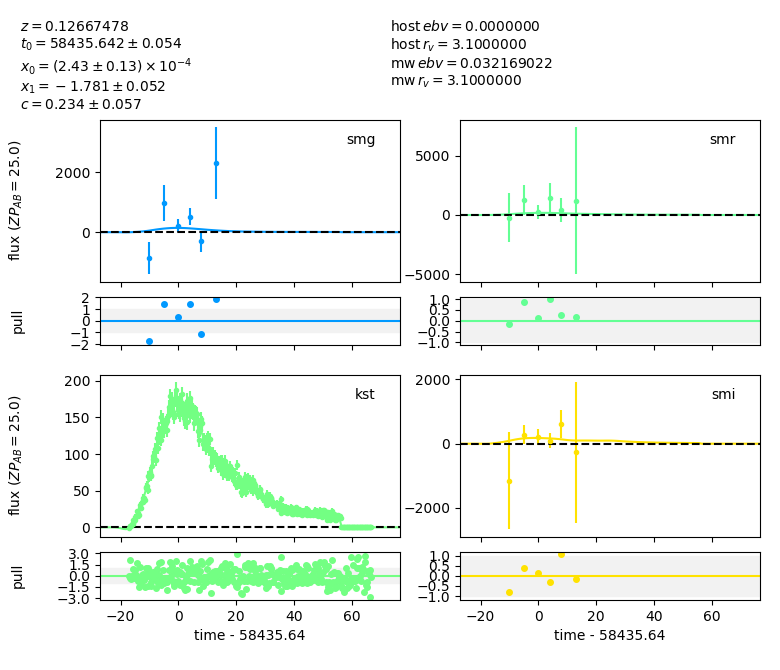 z = 0.12667478
t₀ = 58435.642 ± 0.054
x₀ = (2.43 ± 0.13) × 10⁻⁴
x₁ = −1.781 ± 0.052
c = 0.234 ± 0.057
host ebv = 0.0000000
host r_v = 3.1000000
mw ebv = 0.032169022
mw r_v = 3.1000000
flux (ZP_AB = 25.0)
2000
0
smg
5000
0
−5000
smr
pull
2
1
0
−1
−2
1.0
0.5
0.0
−0.5
−1.0
flux (ZP_AB = 25.0)
200
150
100
50
0
kst
2000
0
−2000
smi
pull
3.0
1.5
0.0
−1.5
−3.0
−20 0 20 40 60
time - 58435.64
1.0
0.5
0.0
−0.5
−1.0
−20 0 20 40 60
time - 58435.64